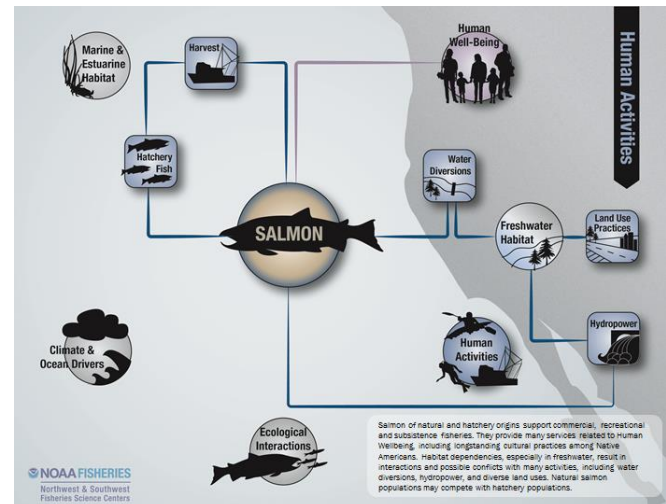 Marine &
Estuarine
Habitat
Harvest
Human
Well-Being
Human Activities
Hatchery
Fish
Water
Diversions
SALMON
Freshwater
Habitat
Land Use
Practices
Climate &
Ocean Drivers
Human
Activities
Hydropower
Ecological
Interactions
Salmon of natural and hatchery origins support commercial, recreational
and subsistence fisheries. They provide many services related to Human
Wellbeing, including longstanding cultural practices among Native
Americans. Habitat dependencies, especially in freshwater, result in
interactions and possible conflicts with many activities, including water
diversions, hydropower, and diverse land uses. Natural salmon
populations may compete with hatchery populations.
NOAA FISHERIES
Northwest & Southwest
Fisheries Science Centers